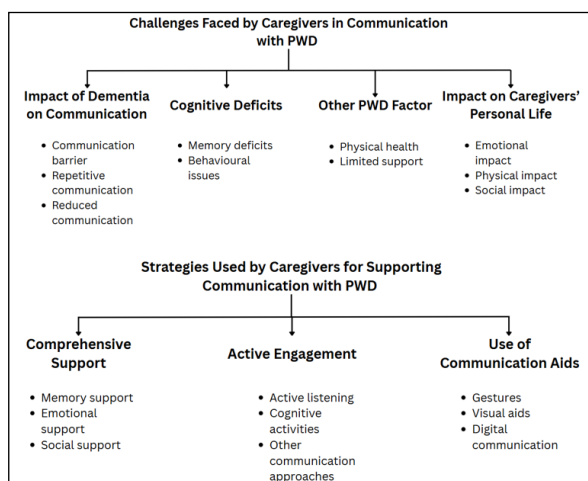 Challenges Faced by Caregivers in Communication
with PWD
Impact of Dementia
on Communication
• Communication
barrier
• Repetitive
communication
• Reduced
communication
Cognitive Deficits
• Memory deficits
• Behavioural
issues
Other PWD Factor
• Physical health
• Limited support
Impact on Caregivers'
Personal Life
• Emotional
impact
• Physical impact
• Social impact
Strategies Used by Caregivers for Supporting
Communication with PWD
Comprehensive
Support
• Memory support
• Emotional
support
• Social support
Active Engagement
• Active listening
• Cognitive
activities
• Other
communication
approaches
Use of
Communication Aids
• Gestures
• Visual aids
• Digital
communication